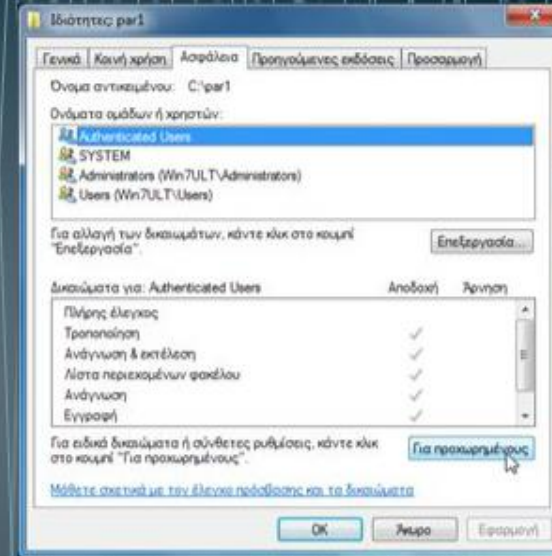 Ιδιότητες: par1
Γενικά Κοινή χρήση Ασφάλεια Προηγούμενες εκδόσεις Προσαρμογή
Όνομα αντικειμένου: C:\par1
Ονόματα ομάδων ή χρηστών:
Authenticated Users
SYSTEM
Administrators (Win7ULT\Administrators)
Users (Win7ULT\Users)
Για αλλαγή των δικαιωμάτων, κάντε κλικ στο κουμπί
"Επεξεργασία".
Επεξεργασία...
Δικαιώματα για: Authenticated Users Αποδοχή Άρνηση
Πλήρης έλεγχος
Τροποποίηση
Ανάγνωση & εκτέλεση
Λίστα περιεχομένων φακέλου
Ανάγνωση
Εγγραφή
Για ειδικά δικαιώματα ή σύνθετες ρυθμίσεις, κάντε κλικ
στο κουμπί "Για προχωρημένους".
Για προχωρημένους
Μάθετε σχετικά με τον έλεγχο πρόσβασης και τα δικαιώματα
OK Άκυρο Εφαρμογή